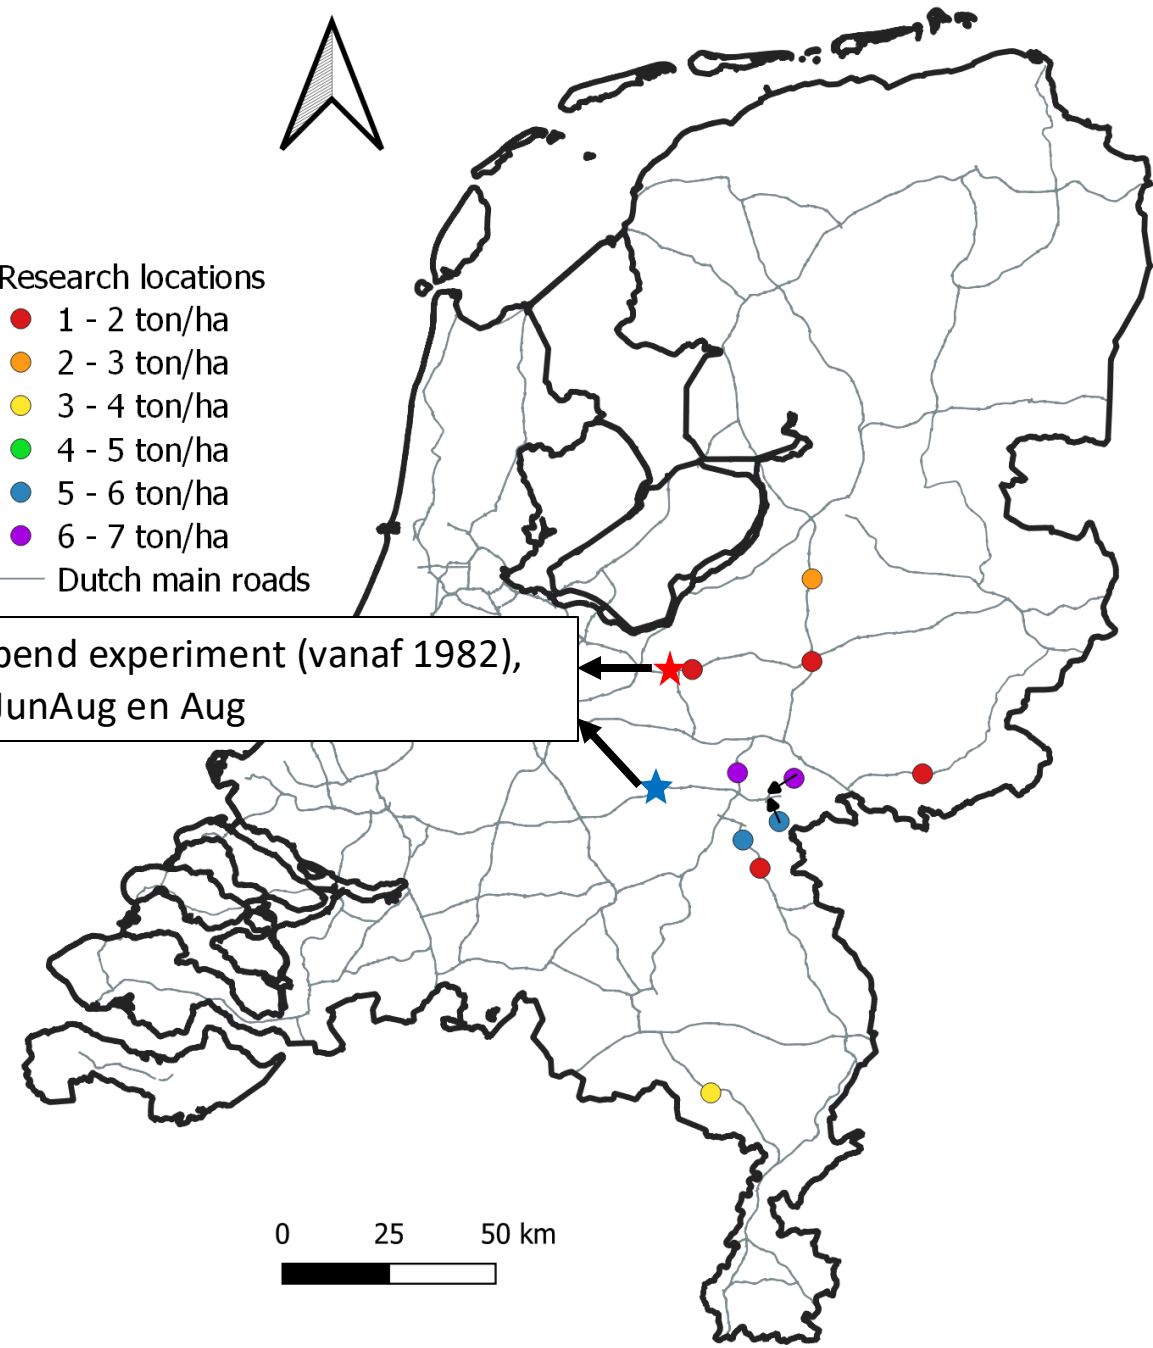 Research locations
1 - 2 ton/ha
2 - 3 ton/ha
3 - 4 ton/ha
4 - 5 ton/ha
5 - 6 ton/ha
6 - 7 ton/ha
Dutch main roads
experiment (vanaf 1982),
JunAug en Aug
0 25 50 km